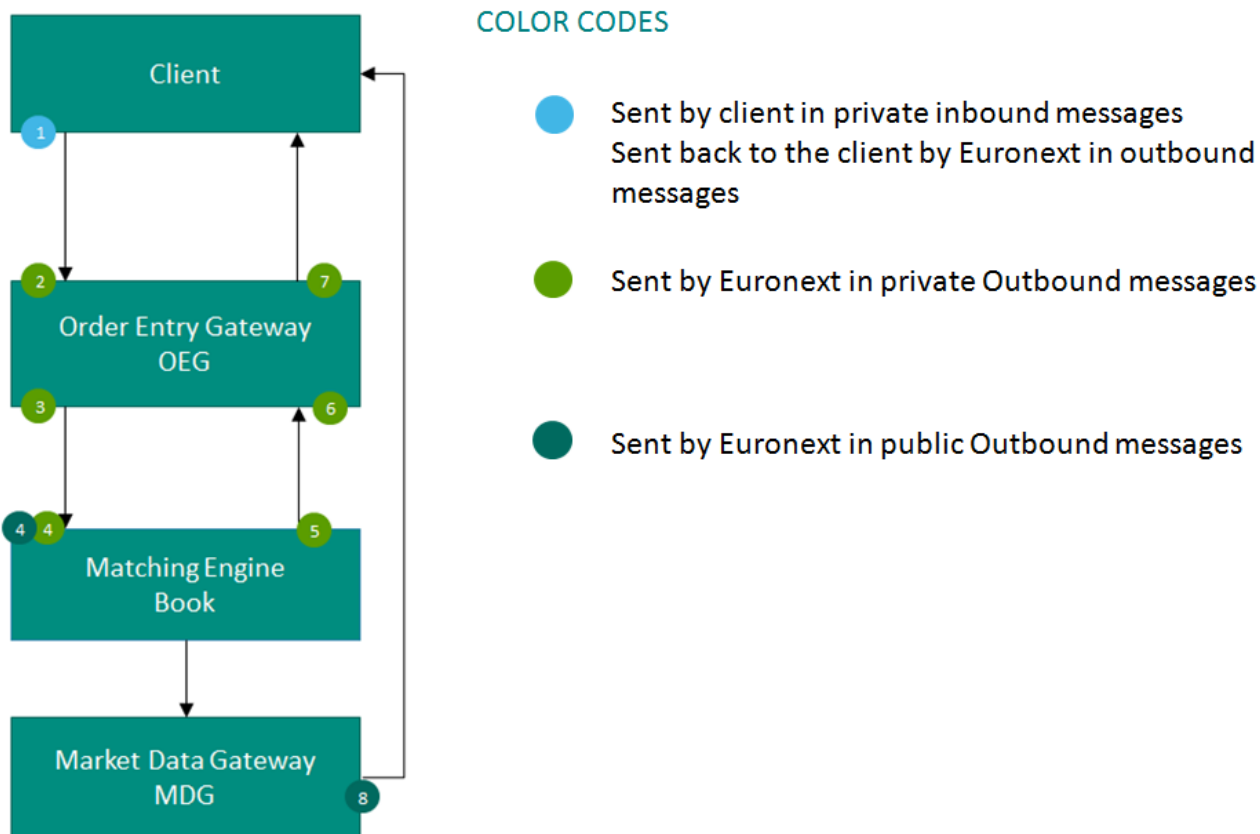 COLOR CODES
Client
1
Sent by client in private inbound messages
Sent back to the client by Euronext in outbound
messages
2
7
Sent by Euronext in private Outbound messages
Order Entry Gateway
OEG
3
6
Sent by Euronext in public Outbound messages
4
4
5
Matching Engine
Book
Market Data Gateway
MDG
8